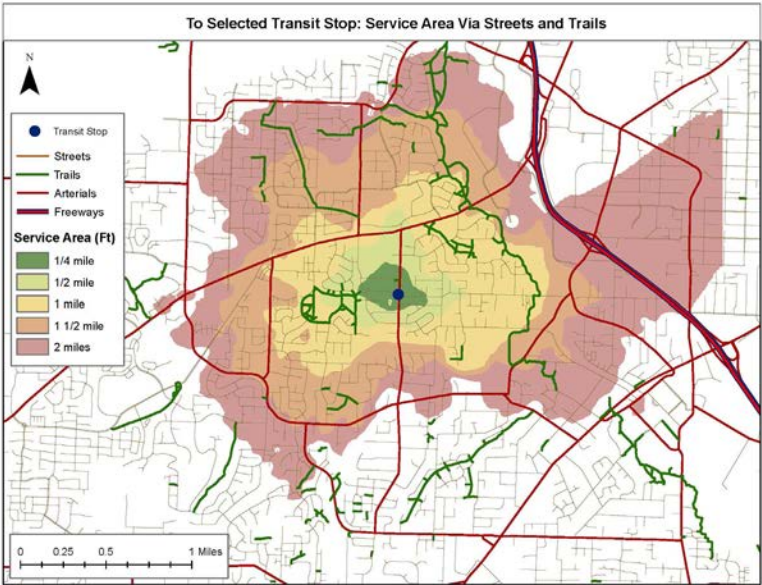 To Selected Transit Stop: Service Area Via Streets and Trails
N
Transit Stop
Streets
Trails
Arterials
Freeways
Service Area (Ft)
1/4 mile
1/2 mile
1 mile
1 1/2 mile
2 miles
0 0.25 0.5 1 Miles